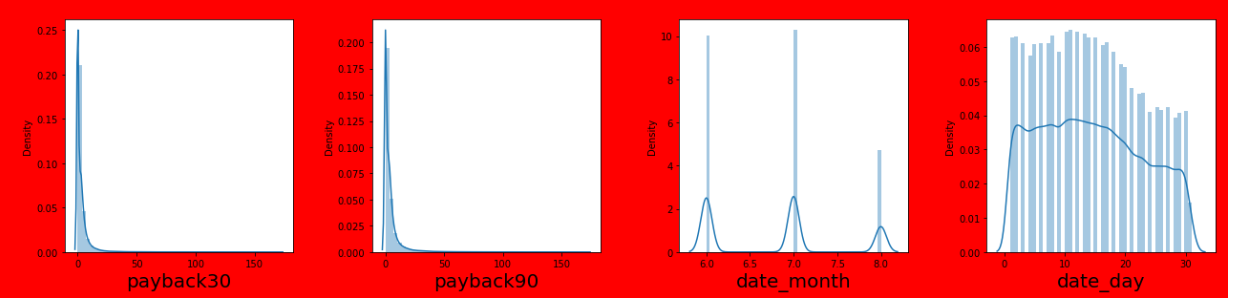 0.25
0.20
0.15
0.10
0.05
0.00
Density
0 50 100 150
payback30
0.200
0.175
0.150
0.125
0.100
0.075
0.050
0.025
0.000
Density
0 50 100 150
payback90
10
8
6
4
2
0
Density
6.0 6.5 7.0 7.5 8.0
date_month
0.06
0.05
0.04
0.03
0.02
0.01
0.00
Density
0 10 20 30
date_day